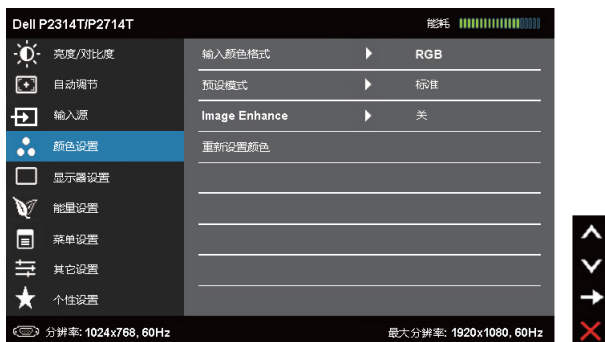 Dell P2314T/P2714T 能耗
亮度/对比度 输入颜色格式 RGB
自动调节 预设模式 标准
输入源 Image Enhance 关
颜色设置 重新设置颜色
显示器设置
能量设置
菜单设置
其它设置
个性设置
分辨率: 1024x768, 60Hz 最大分辨率: 1920x1080, 60Hz